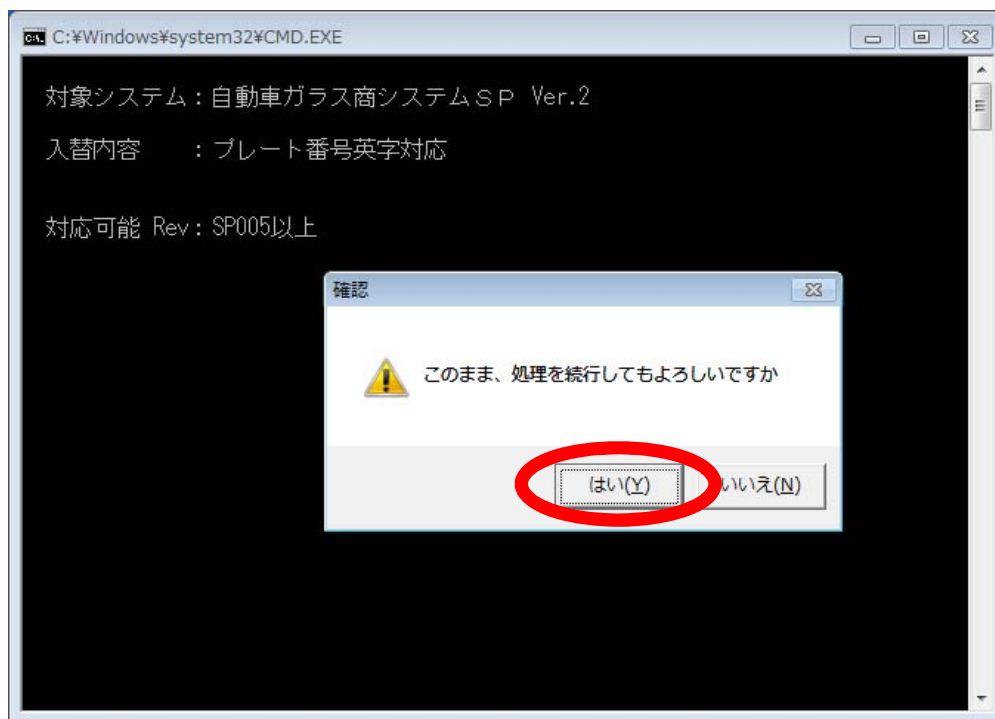 C:¥Windows¥system32¥CMD.EXE
対象システム：自動車ガラス商システムＳＰ Ver.2
入替内容　　：プレート番号英字対応
対応可能 Rev：SP005以上
確認
このまま、処理を続行してもよろしいですか
はい(Y)
いいえ(N)